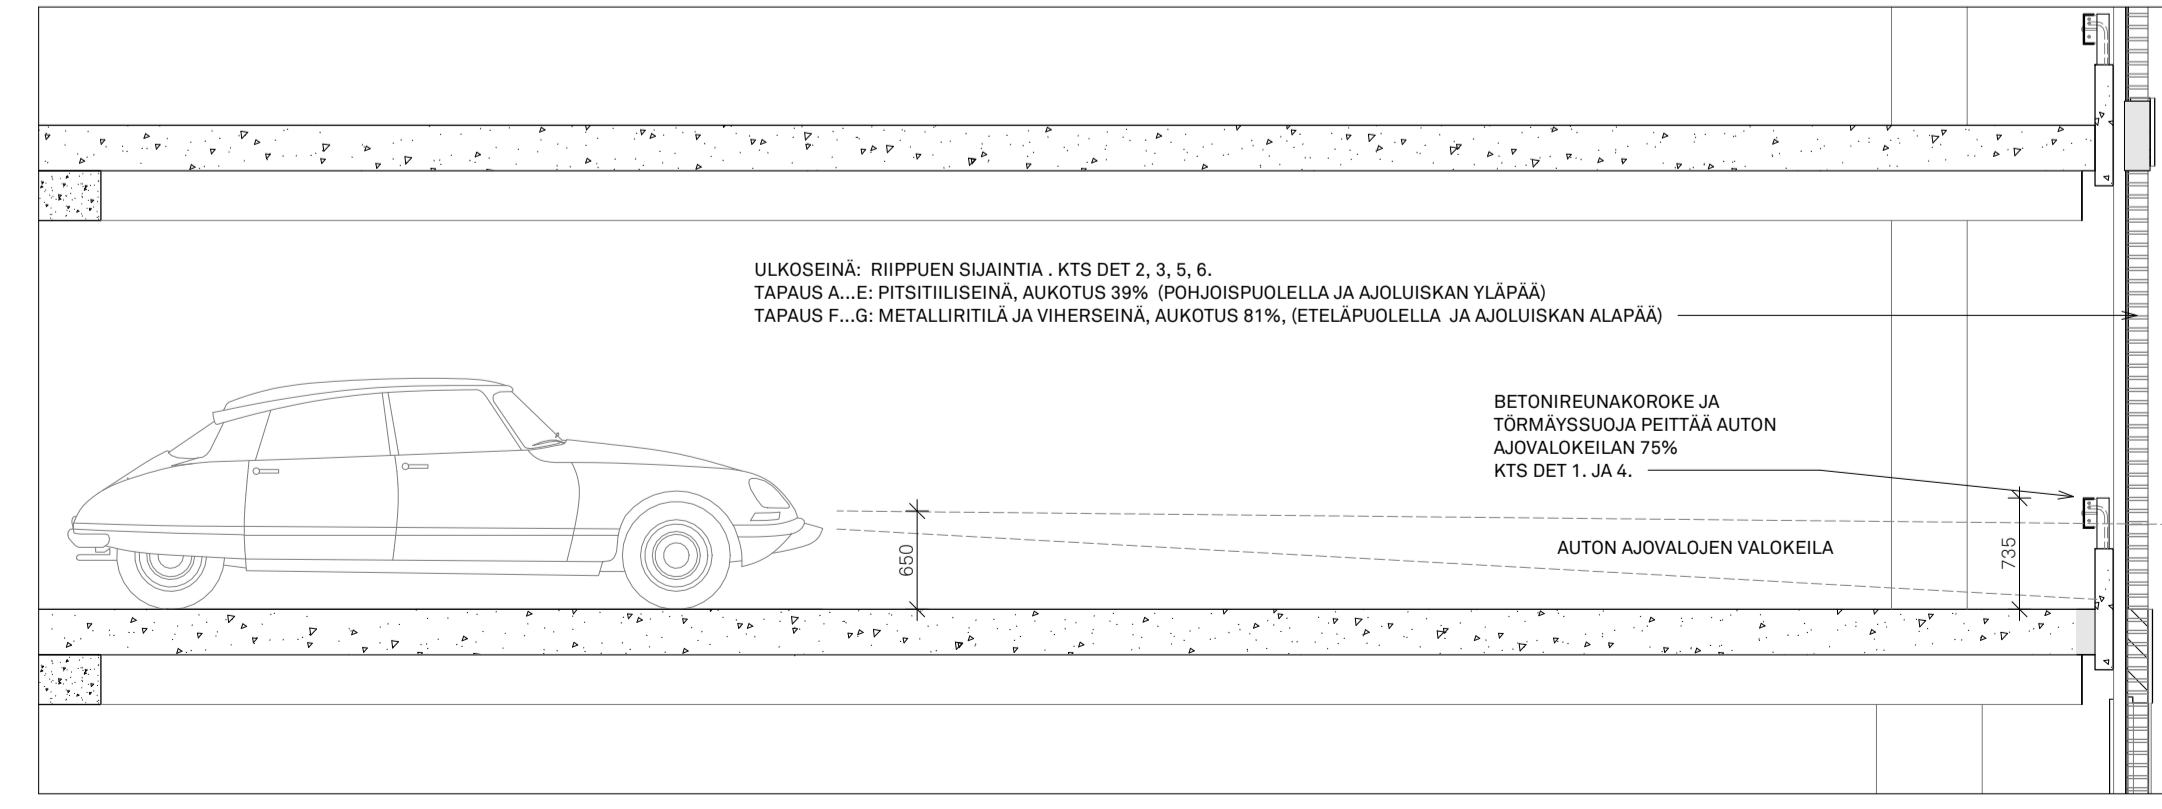 ULKOSEINÄ: RIIPPUEN SIJAINTIA . KTS DET 2, 3, 5, 6.
TAPAUS A...E: PITSITIILISEINÄ, AUKOTUS 39% (POHJOISPUOLELLA JA AJOLUISKAN YLÄPÄÄ)
TAPAUS F...G: METALLIRITILÄ JA VIHERSEINÄ, AUKOTUS 81%, (ETELÄPUOLELLA JA AJOLUISKAN ALAPÄÄ)
BETONIREUNAKOROKE JA
TÖRMÄYSSUOJA PEITTÄÄ AUTON
AJOVALOKEILAN 75%
KTS DET 1. JA 4.
AUTON AJOVALOJEN VALOKEILA
650
735